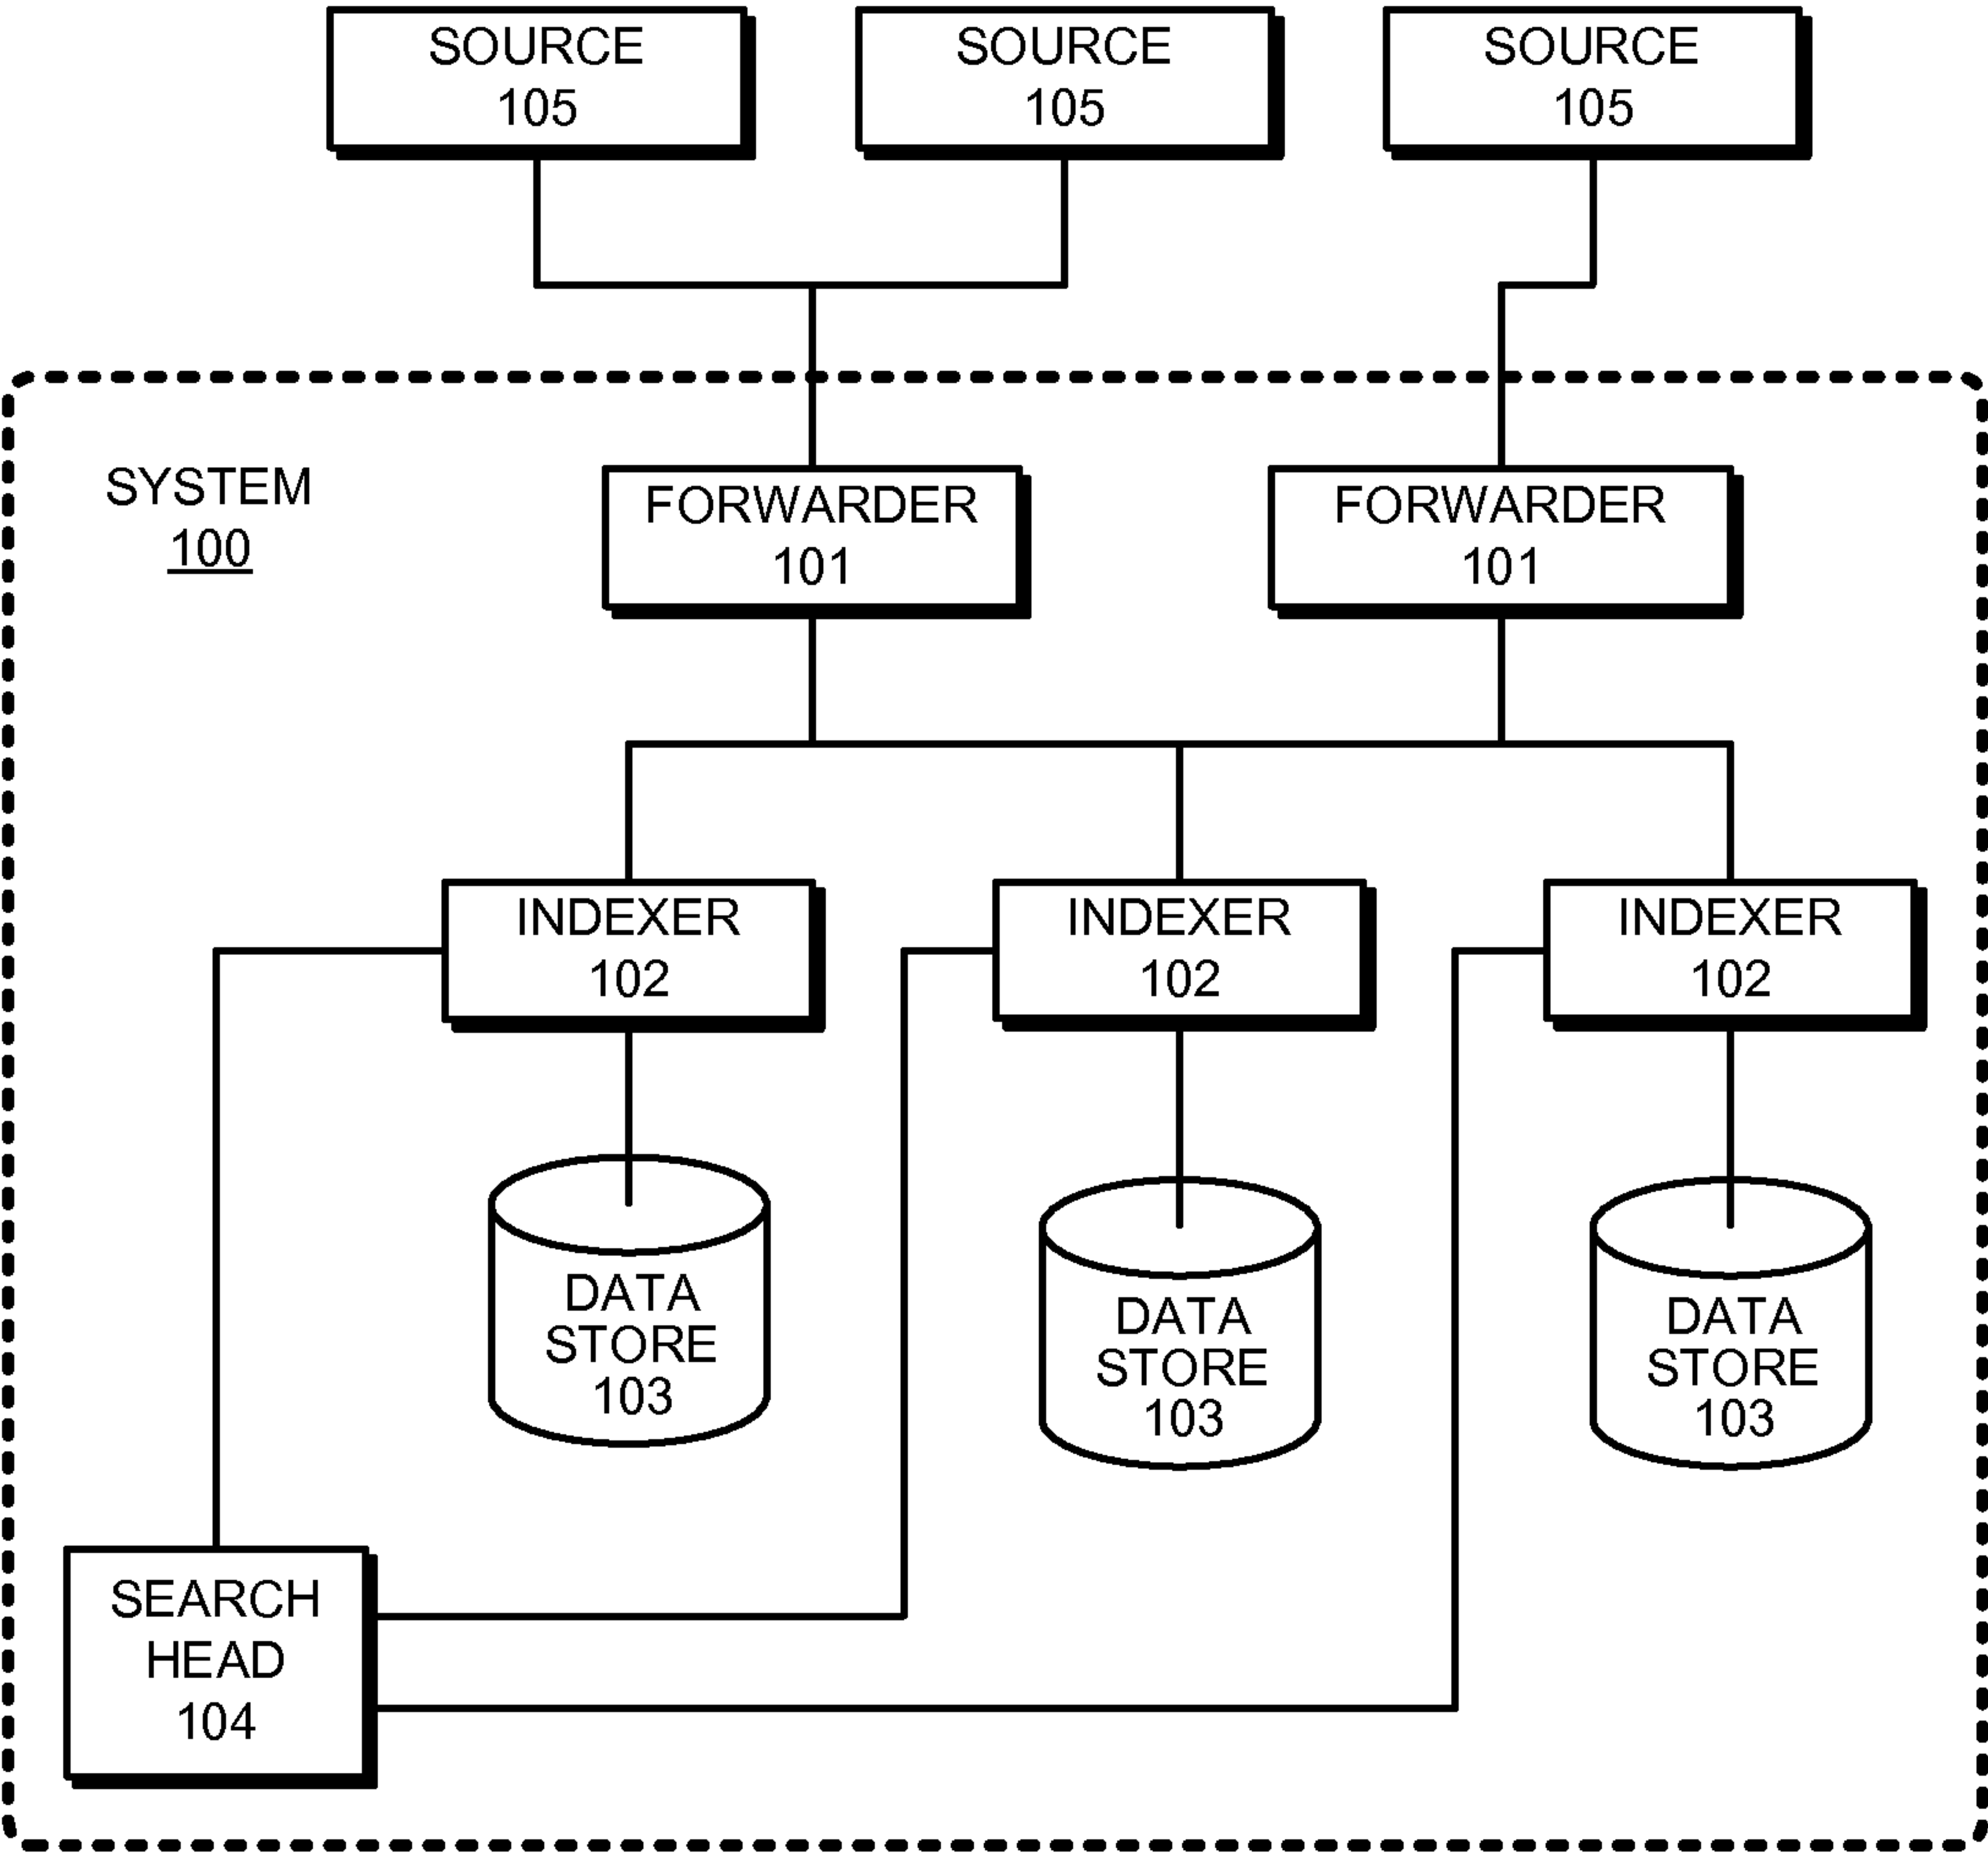 SOURCE
105
SOURCE
105
SOURCE
105
SYSTEM
100
FORWARDER
101
FORWARDER
101
INDEXER
102
INDEXER
102
INDEXER
102
DATA
STORE
103
DATA
STORE
103
DATA
STORE
103
SEARCH
HEAD
104